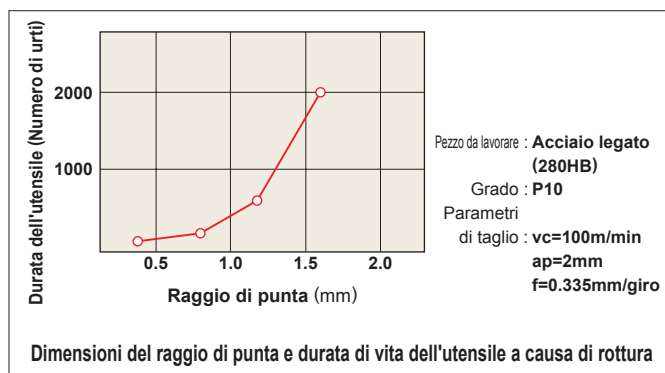 Durata dell'utensile (Numero di urti)
2000
1000
0.5 1.0 1.5 2.0
Raggio di punta (mm)
Pezzo da lavorare : Acciaio legato
(280HB)
Grado : P10
Parametri
di taglio : vc=100m/min
ap=2mm
f=0.335mm/giro
Dimensioni del raggio di punta e durata di vita dell'utensile a causa di rottura